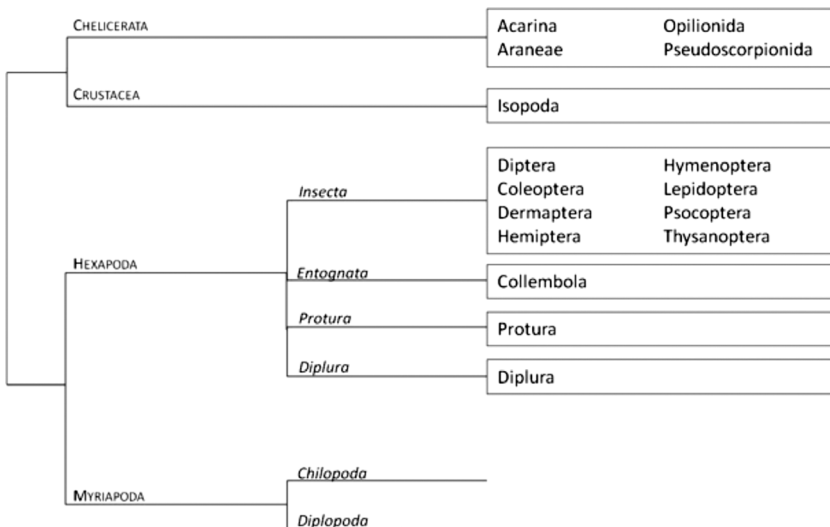 CHELICERATA
Acarina Opilionida
Araneae Pseudoscorpionida
CRUSTACEA
Isopoda
Diptera Hymenoptera
Insecta
Coleoptera Lepidoptera
Dermaptera Psocoptera
Hemiptera Thysanoptera
HEXAPODA
Entognata
Collembola
Protura
Protura
Diplura
Diplura
Chilopoda
MYRIAPODA
Diplopoda